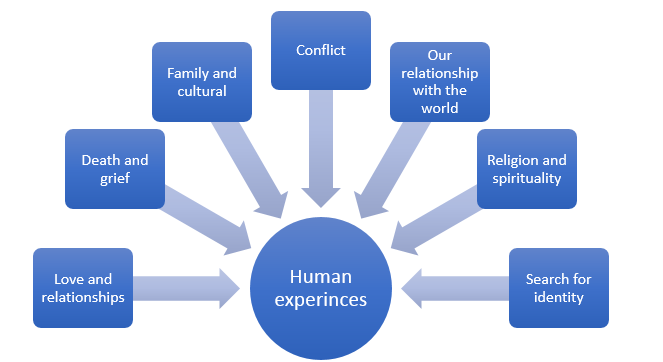 Conflict
Our
relationship
with the
world
Family and
cultural
Religion and
spirituality
Death and
grief
Love and
relationships
Search for
identity
Human
experinces